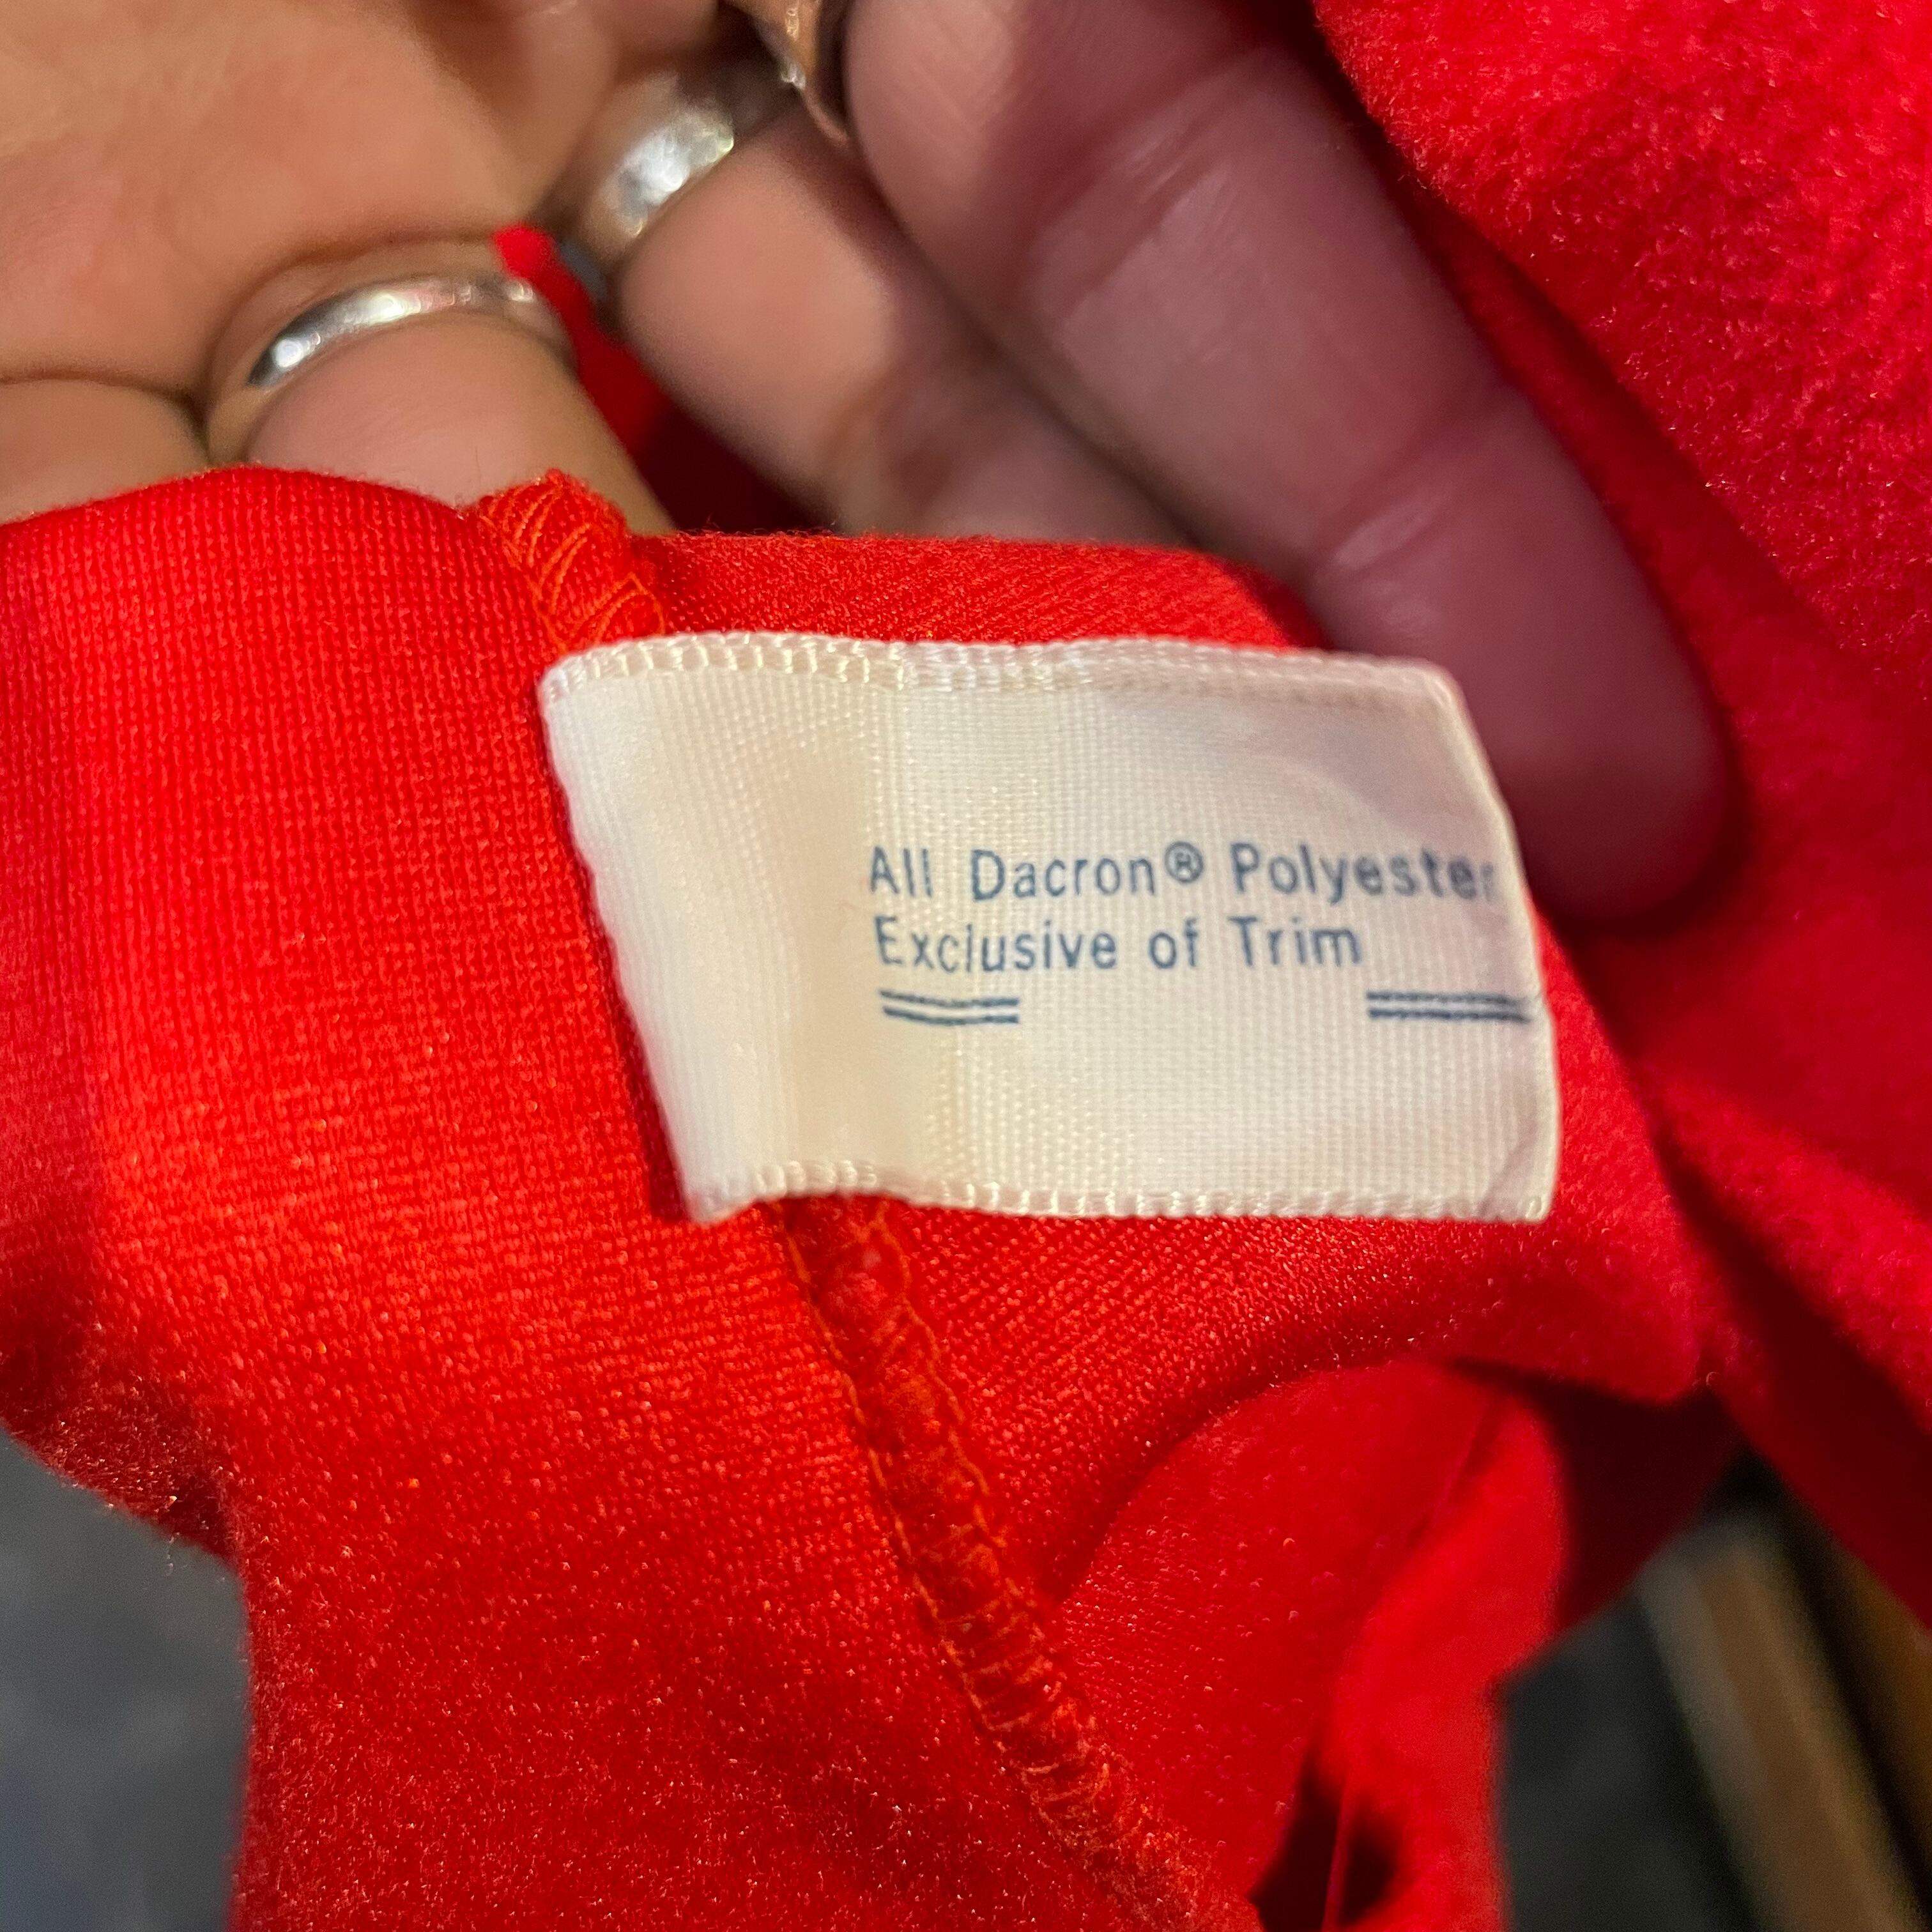 All Dacron® Polyester
Exclusive of Trim